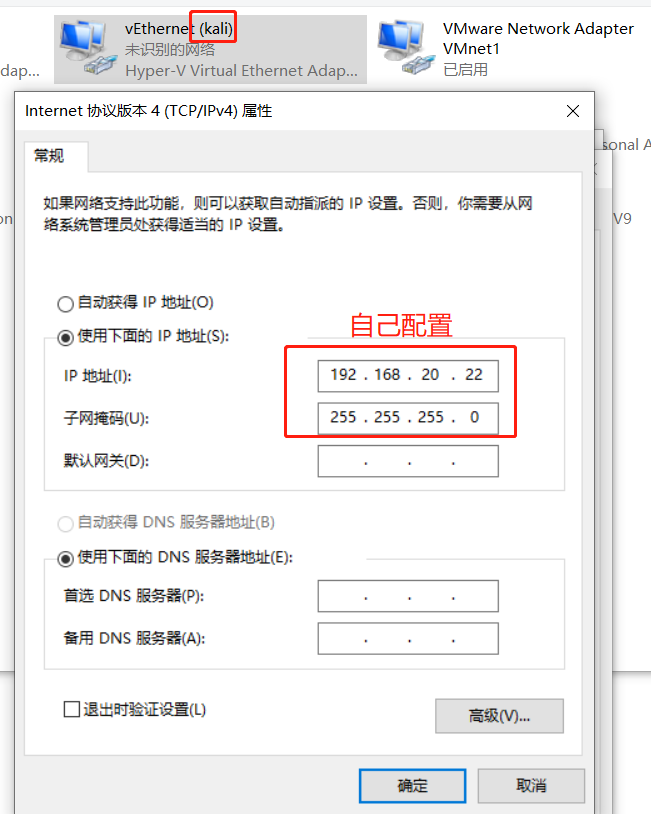 vEthernet (kali)
未识别的网络
Hyper-V Virtual Ethernet Adap...
VMware Network Adapter
VMnet1
已启用
dap...
Internet 协议版本 4 (TCP/IPv4) 属性
sonal A
常规
on
V9
如果网络支持此功能，则可以获取自动指派的 IP 设置。否则，你需要从网
络系统管理员处获得适当的 IP 设置。
自动获得 IP 地址(O)
自己配置
使用下面的 IP 地址(S):
IP 地址(I): 192 . 168 . 20 . 22
子网掩码(U): 255 . 255 . 255 . 0
默认网关(D): . . .
自动获得 DNS 服务器地址(B)
使用下面的 DNS 服务器地址(E):
首选 DNS 服务器(P): . . .
备用 DNS 服务器(A): . . .
退出时验证设置(L)
高级(V)...
确定
取消